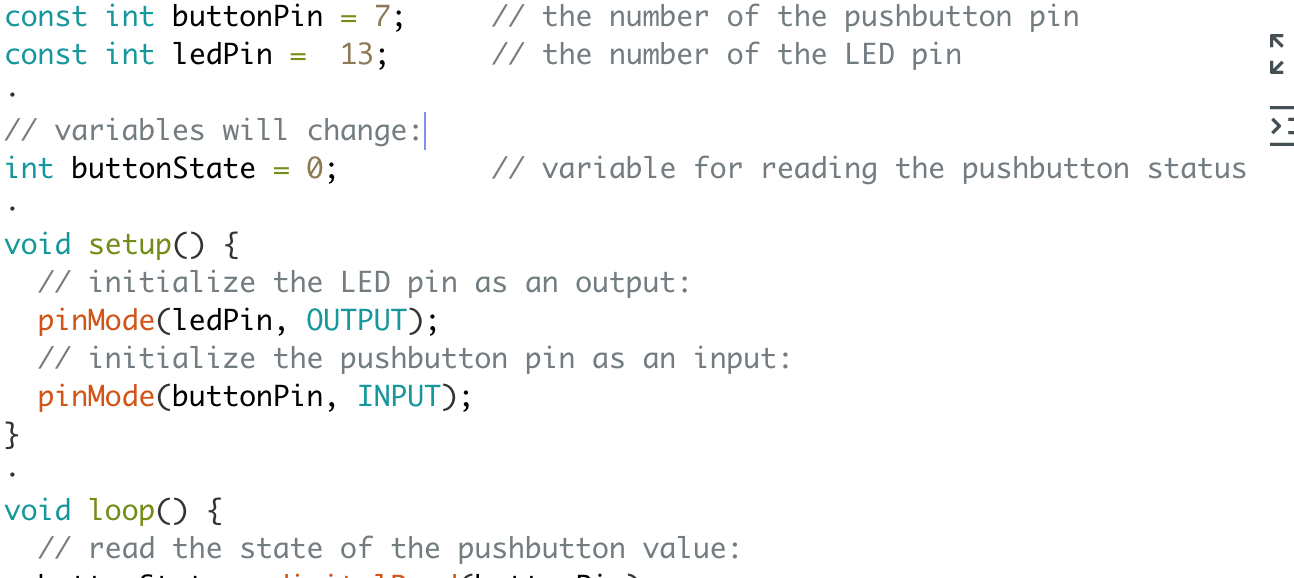 const int buttonPin = 7;     // the number of the pushbutton pin
const int ledPin =  13;      // the number of the LED pin
.
// variables will change:
int buttonState = 0;         // variable for reading the pushbutton status
.
void setup() {
  // initialize the LED pin as an output:
  pinMode(ledPin, OUTPUT);
  // initialize the pushbutton pin as an input:
  pinMode(buttonPin, INPUT);
}
.
void loop() {
  // read the state of the pushbutton value:
  buttonState = digitalRead(buttonPin)